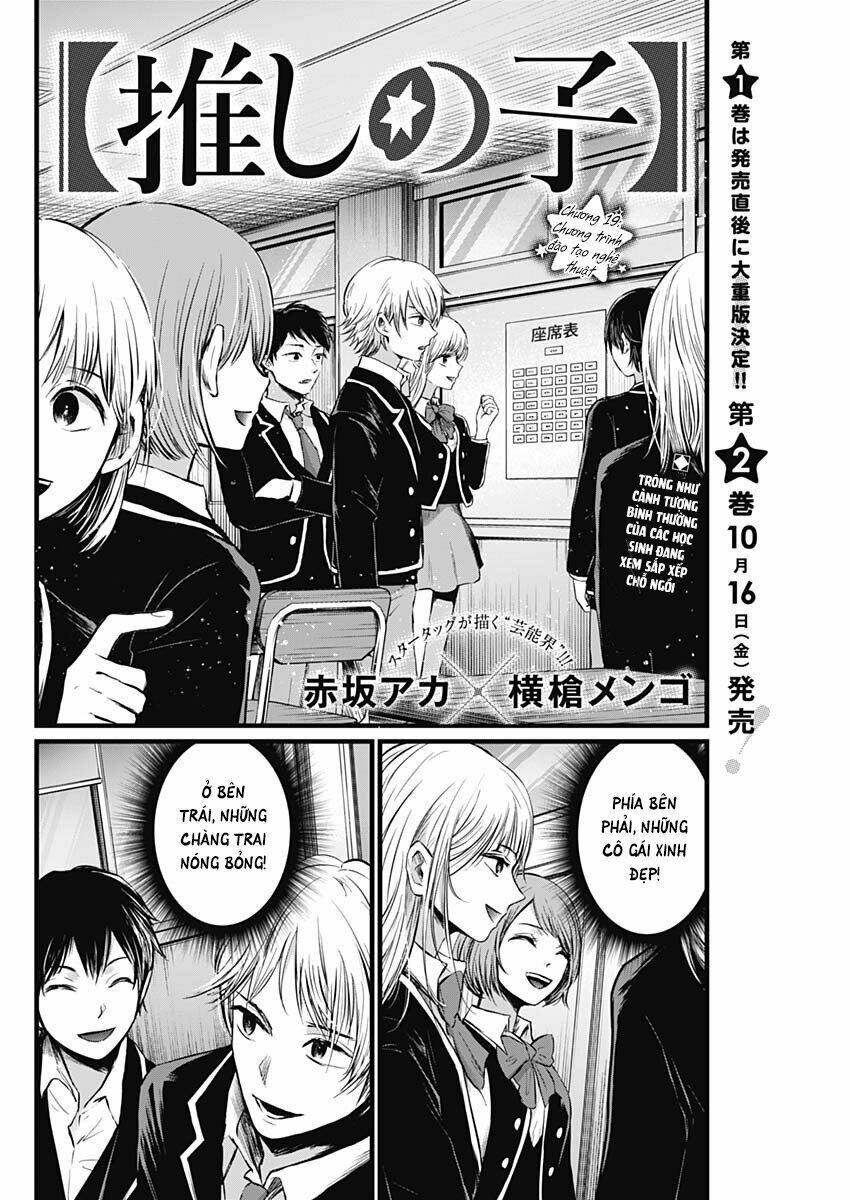 【推しの子】
Chương 19:
Chương trình
đào tạo nghệ
thuật
第1巻は発売直後に大重版決定!! 第2巻10月16日(金)発売!
座席表
TRÔNG NHƯ
CẢNH TƯỢNG
BÌNH THƯỜNG
CỦA CÁC HỌC
SINH ĐANG
XEM SẮP XẾP
CHỖ NGỒI
スタータッグが描く“芸能界”!!!
赤坂アカ×横槍メンゴ
PHÍA BÊN
PHẢI, NHỮNG
CÔ GÁI XINH
ĐẸP!
Ở BÊN
TRÁI, NHỮNG
CHÀNG TRAI
NÓNG BỎNG!